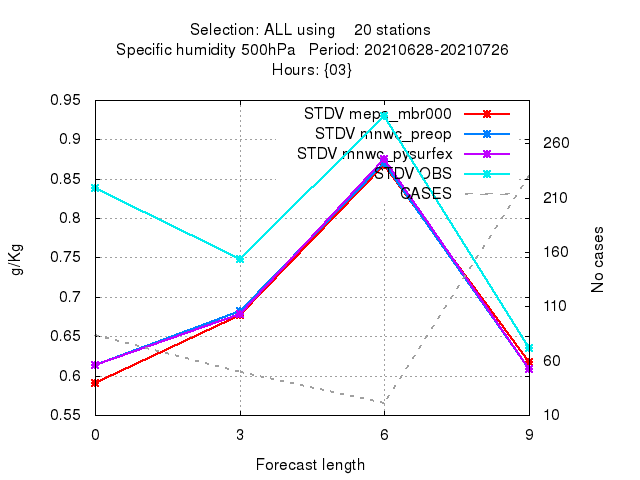 Selection: ALL using 20 stations
Specific humidity 500hPa Period: 20210628-20210726
Hours: {03}
STDV meps_mbr000
STDV mnwc_preop
STDV mnwc_pysurfex
STDV OBS
CASES
g/Kg
0.95
0.9
0.85
0.8
0.75
0.7
0.65
0.6
0.55
No cases
260
210
160
110
60
10
0 3 6 9
Forecast length